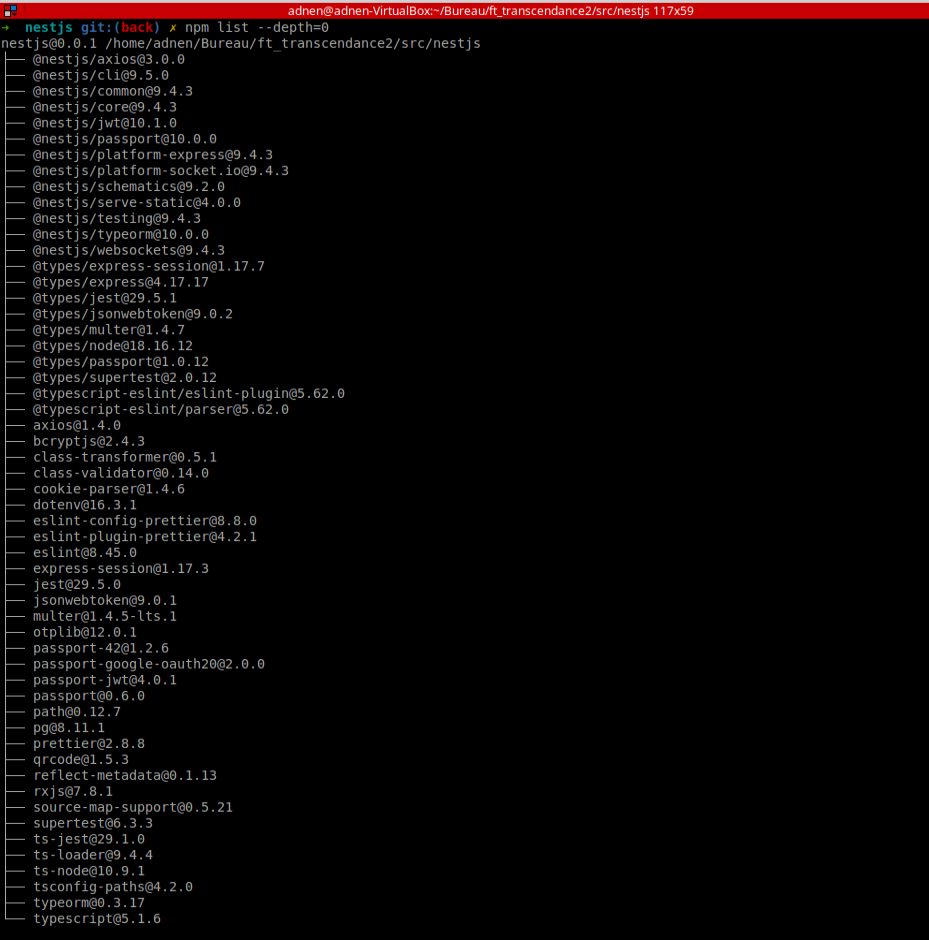 adnen@adnen-VirtualBox:~/Bureau/ft_transcendance2/src/nestjs 117x59
→ nestjs git:(back) ✗ npm list --depth=0
nestjs@0.0.1 /home/adnen/Bureau/ft_transcendance2/src/nestjs
├── @nestjs/axios@3.0.0
├── @nestjs/cli@9.5.0
├── @nestjs/common@9.4.3
├── @nestjs/core@9.4.3
├── @nestjs/jwt@10.1.0
├── @nestjs/passport@10.0.0
├── @nestjs/platform-express@9.4.3
├── @nestjs/platform-socket.io@9.4.3
├── @nestjs/schematics@9.2.0
├── @nestjs/serve-static@4.0.0
├── @nestjs/testing@9.4.3
├── @nestjs/typeorm@10.0.0
├── @nestjs/websockets@9.4.3
├── @types/express-session@1.17.7
├── @types/express@4.17.17
├── @types/jest@29.5.1
├── @types/jsonwebtoken@9.0.2
├── @types/multer@1.4.7
├── @types/node@18.16.12
├── @types/passport@1.0.12
├── @types/supertest@2.0.12
├── @typescript-eslint/eslint-plugin@5.62.0
├── @typescript-eslint/parser@5.62.0
├── axios@1.4.0
├── bcryptjs@2.4.3
├── class-transformer@0.5.1
├── class-validator@0.14.0
├── cookie-parser@1.4.6
├── dotenv@16.3.1
├── eslint-config-prettier@8.8.0
├── eslint-plugin-prettier@4.2.1
├── eslint@8.45.0
├── express-session@1.17.3
├── jest@29.5.0
├── jsonwebtoken@9.0.1
├── multer@1.4.5-lts.1
├── otplib@12.0.1
├── passport-42@1.2.6
├── passport-google-oauth20@2.0.0
├── passport-jwt@4.0.1
├── passport@0.6.0
├── path@0.12.7
├── pg@8.11.1
├── prettier@2.8.8
├── qrcode@1.5.3
├── reflect-metadata@0.1.13
├── rxjs@7.8.1
├── source-map-support@0.5.21
├── supertest@6.3.3
├── ts-jest@29.1.0
├── ts-loader@9.4.4
├── ts-node@10.9.1
├── tsconfig-paths@4.2.0
├── typeorm@0.3.17
└── typescript@5.1.6